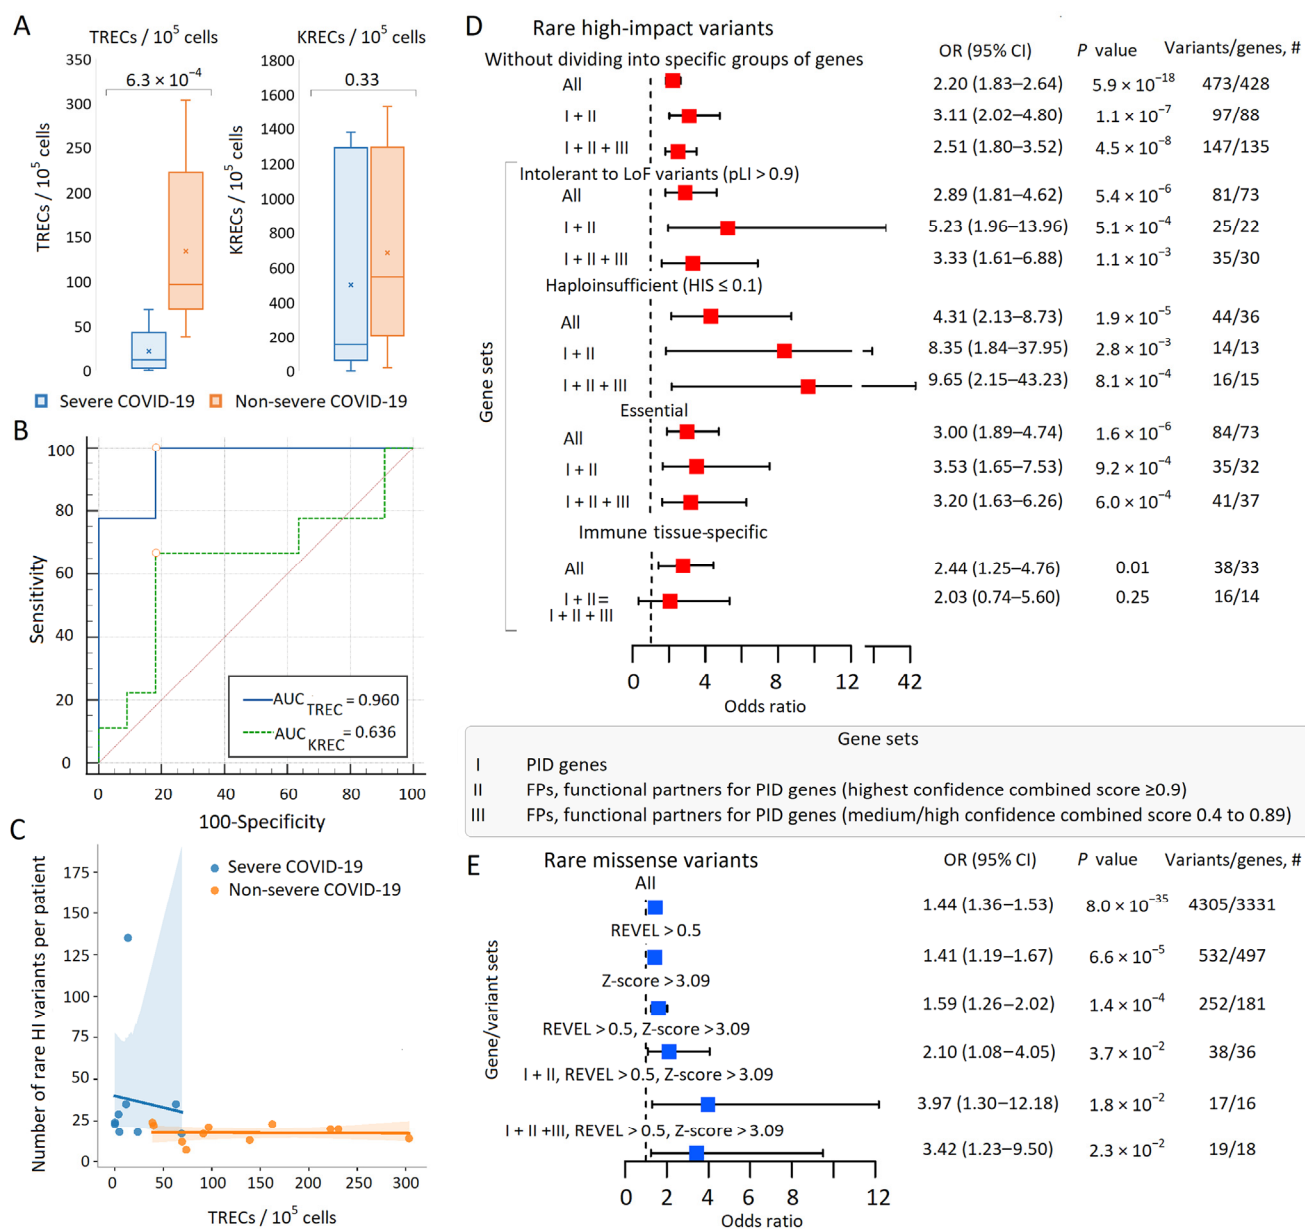 A
TRECs / 10⁵ cells
KRECs / 10⁵ cells
6.3 × 10⁻⁴
0.33
TRECs / 10⁵ cells
350
300
250
200
150
100
50
0
KRECs / 10⁵ cells
1800
1600
1400
1200
1000
800
600
400
200
0
Severe COVID-19
Non-severe COVID-19
B
Sensitivity
100
80
60
40
20
0
AUC TREC = 0.960
AUC KREC = 0.636
0 20 40 60 80 100
100-Specificity
C
Number of rare HI variants per patient
175
150
125
100
75
50
25
0
Severe COVID-19
Non-severe COVID-19
0 50 100 150 200 250 300
TRECs / 10⁵ cells
D
Rare high-impact variants
OR (95% CI) P value Variants/genes, #
Without dividing into specific groups of genes
All 2.20 (1.83–2.64) 5.9 × 10⁻¹⁸ 473/428
I + II 3.11 (2.02–4.80) 1.1 × 10⁻⁷ 97/88
I + II + III 2.51 (1.80–3.52) 4.5 × 10⁻⁸ 147/135
Gene sets
Intolerant to LoF variants (pLI > 0.9)
All 2.89 (1.81–4.62) 5.4 × 10⁻⁶ 81/73
I + II 5.23 (1.96–13.96) 5.1 × 10⁻⁴ 25/22
I + II + III 3.33 (1.61–6.88) 1.1 × 10⁻³ 35/30
Haploinsufficient (HIS ≤ 0.1)
All 4.31 (2.13–8.73) 1.9 × 10⁻⁵ 44/36
I + II 8.35 (1.84–37.95) 2.8 × 10⁻³ 14/13
I + II + III 9.65 (2.15–43.23) 8.1 × 10⁻⁴ 16/15
Essential
All 3.00 (1.89–4.74) 1.6 × 10⁻⁶ 84/73
I + II 3.53 (1.65–7.53) 9.2 × 10⁻⁴ 35/32
I + II + III 3.20 (1.63–6.26) 6.0 × 10⁻⁴ 41/37
Immune tissue-specific
All 2.44 (1.25–4.76) 0.01 38/33
I + II =
I + II + III 2.03 (0.74–5.60) 0.25 16/14
0 4 8 12 42
Odds ratio
Gene sets
I PID genes
II FPs, functional partners for PID genes (highest confidence combined score ≥0.9)
III FPs, functional partners for PID genes (medium/high confidence combined score 0.4 to 0.89)
E
Rare missense variants
OR (95% CI) P value Variants/genes, #
Gene/variant sets
All
1.44 (1.36–1.53) 8.0 × 10⁻³⁵ 4305/3331
REVEL > 0.5
1.41 (1.19–1.67) 6.6 × 10⁻⁵ 532/497
Z-score > 3.09
1.59 (1.26–2.02) 1.4 × 10⁻⁴ 252/181
REVEL > 0.5, Z-score > 3.09
2.10 (1.08–4.05) 3.7 × 10⁻² 38/36
I + II, REVEL > 0.5, Z-score > 3.09
3.97 (1.30–12.18) 1.8 × 10⁻² 17/16
I + II +III, REVEL > 0.5, Z-score > 3.09
3.42 (1.23–9.50) 2.3 × 10⁻² 19/18
0 2 4 6 8 12
Odds ratio